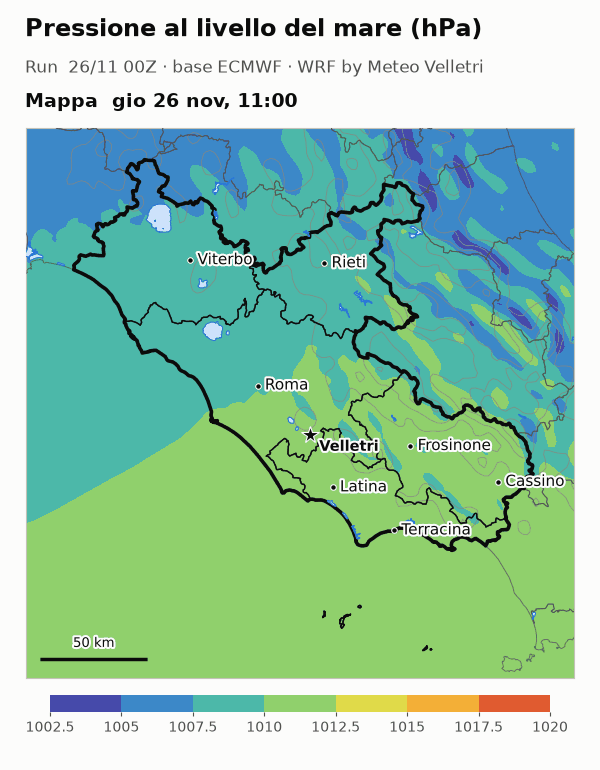 Pressione al livello del mare (hPa)
Run  26/11 00Z · base ECMWF · WRF by Meteo Velletri
Mappa  gio 26 nov, 11:00
Viterbo
Rieti
Roma
Velletri
Frosinone
Cassino
Latina
Terracina
50 km
1002.5 1005 1007.5 1010 1012.5 1015 1017.5 1020